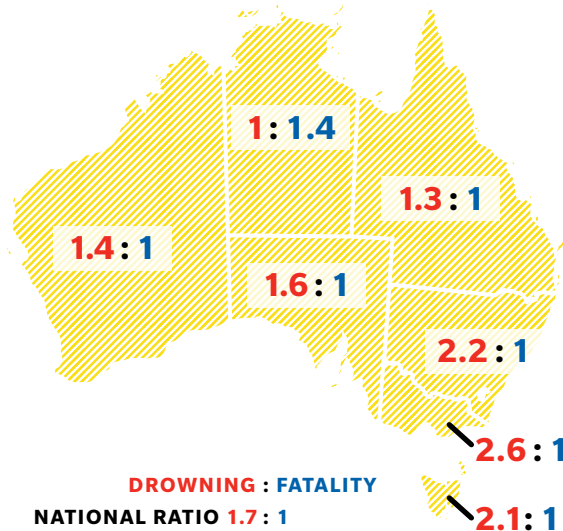 1 : 1.4
1.3 : 1
1.4 : 1
1.6 : 1
2.2 : 1
2.6 : 1
DROWNING : FATALITY
NATIONAL RATIO 1.7 : 1
2.1 : 1